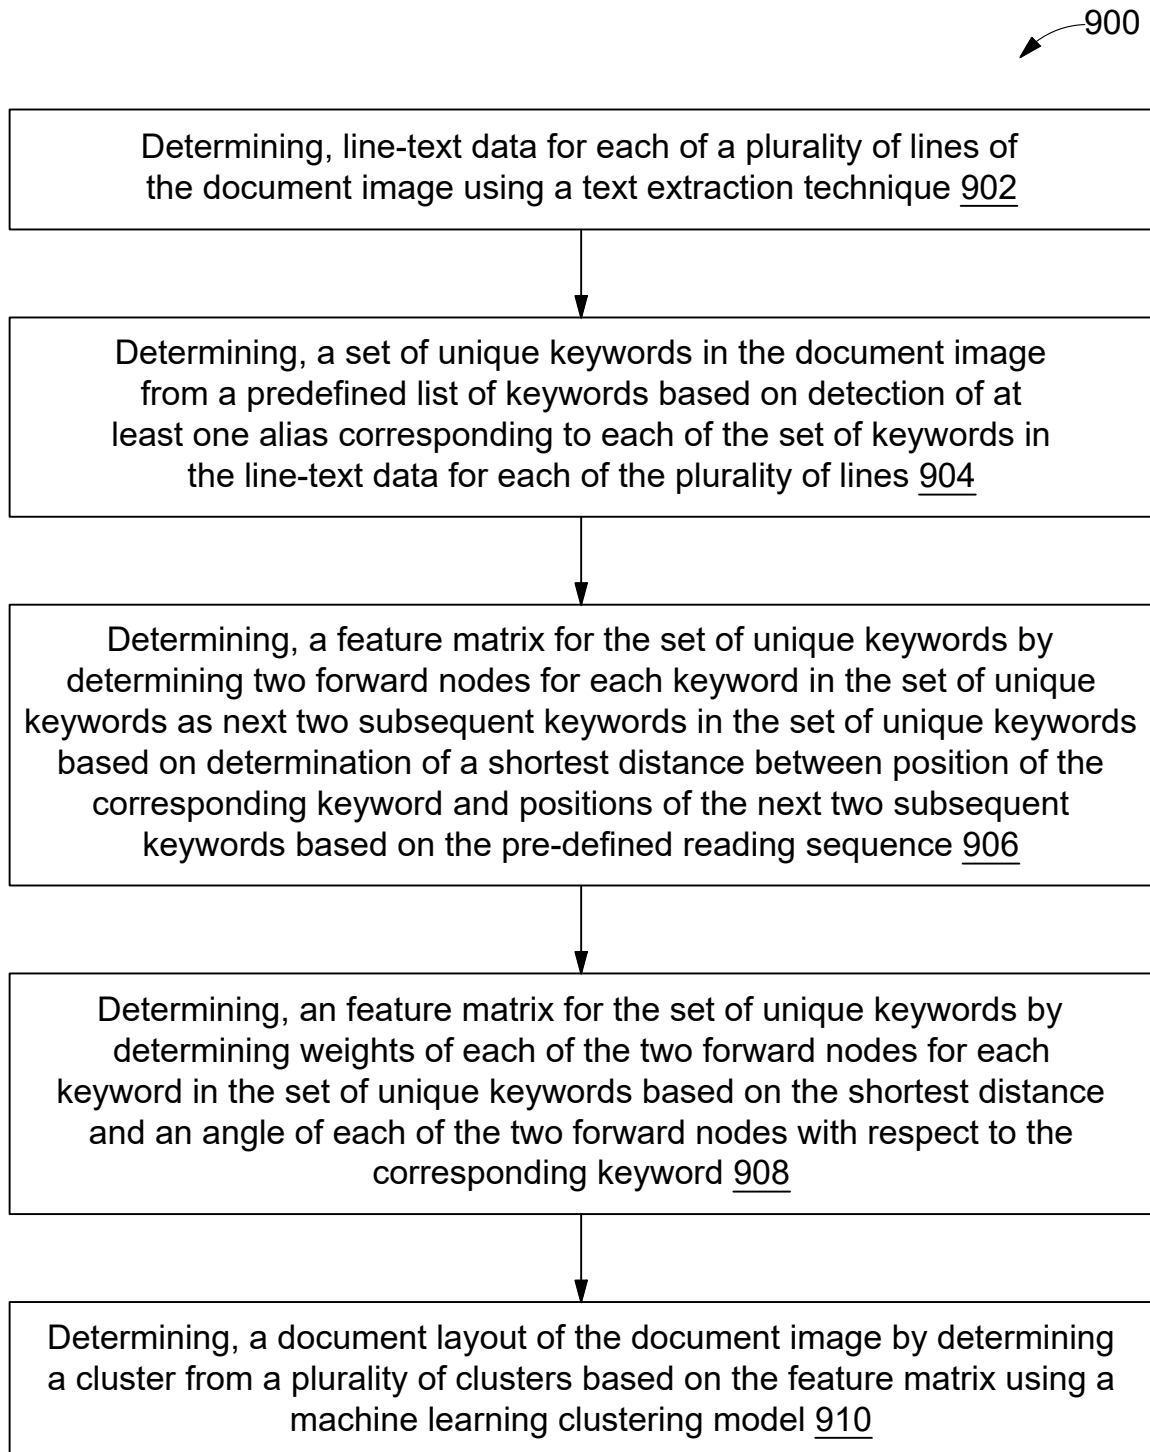 900
Determining, line-text data for each of a plurality of lines of
the document image using a text extraction technique 902
Determining, a set of unique keywords in the document image
from a predefined list of keywords based on detection of at
least one alias corresponding to each of the set of keywords in
the line-text data for each of the plurality of lines 904
Determining, a feature matrix for the set of unique keywords by
determining two forward nodes for each keyword in the set of unique
keywords as next two subsequent keywords in the set of unique keywords
based on determination of a shortest distance between position of the
corresponding keyword and positions of the next two subsequent
keywords based on the pre-defined reading sequence 906
Determining, an feature matrix for the set of unique keywords by
determining weights of each of the two forward nodes for each
keyword in the set of unique keywords based on the shortest distance
and an angle of each of the two forward nodes with respect to the
corresponding keyword 908
Determining, a document layout of the document image by determining
a cluster from a plurality of clusters based on the feature matrix using a
machine learning clustering model 910